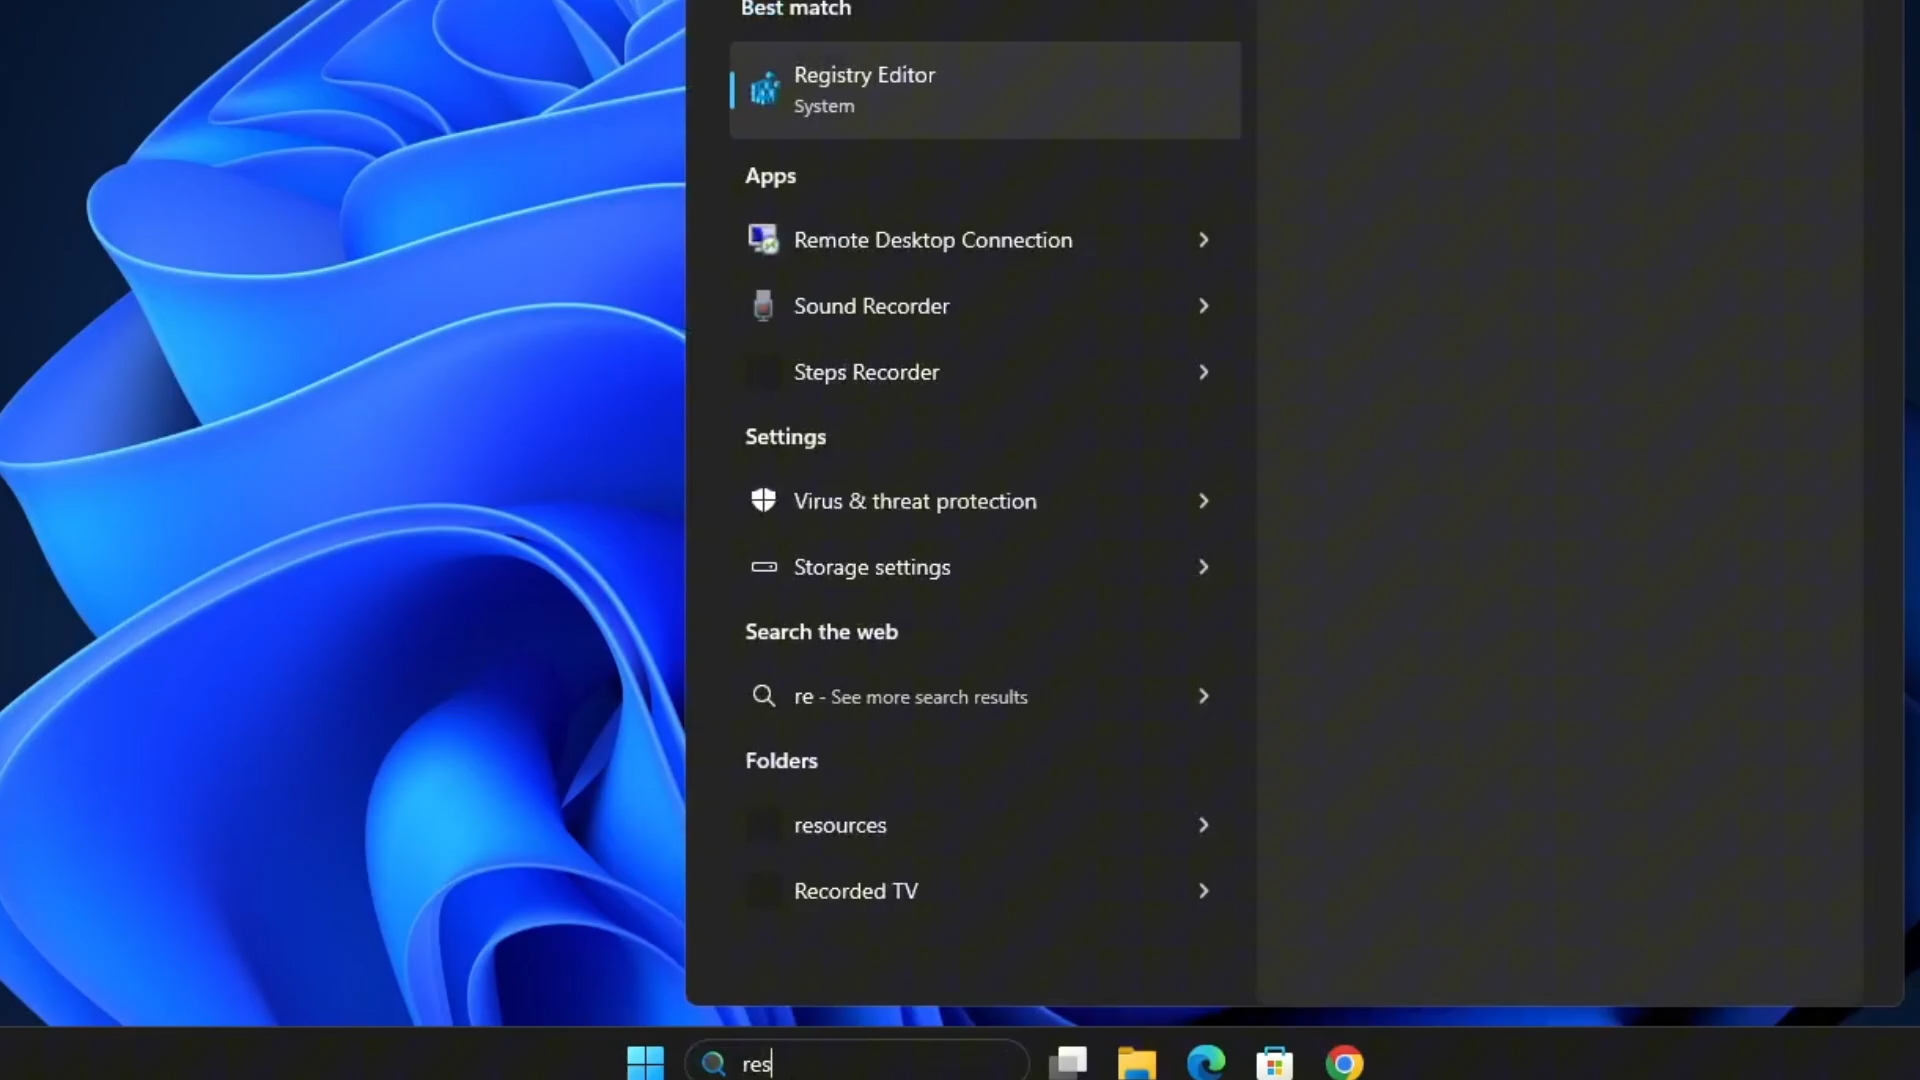 Best match
Registry Editor
System
Apps
Remote Desktop Connection
Sound Recorder
Steps Recorder
Settings
Virus & threat protection
Storage settings
Search the web
re - See more search results
Folders
resources
Recorded TV
res